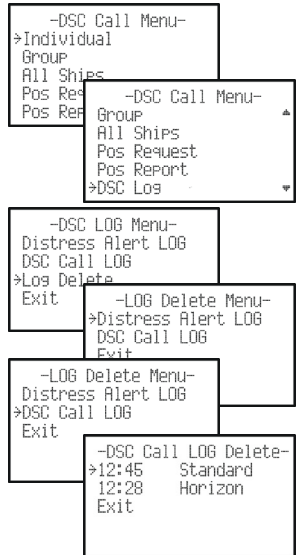 -DSC Call Menu-
→Individual
Group
All Ships
Pos
Pos
-DSC Call Menu-
Group
All Ships
Pos Request
Pos Report
→DSC Log
-DSC LOG Menu-
Distress Alert LOG
DSC Call LOG
→Log Delete
Exit
-LOG Delete Menu-
→Distress Alert LOG
DSC Call LOG
Exit
-LOG Delete Menu-
Distress Alert LOG
→DSC Call LOG
Exit
-DSC Call LOG Delete-
→12:45 Standard
12:28 Horizon
Exit